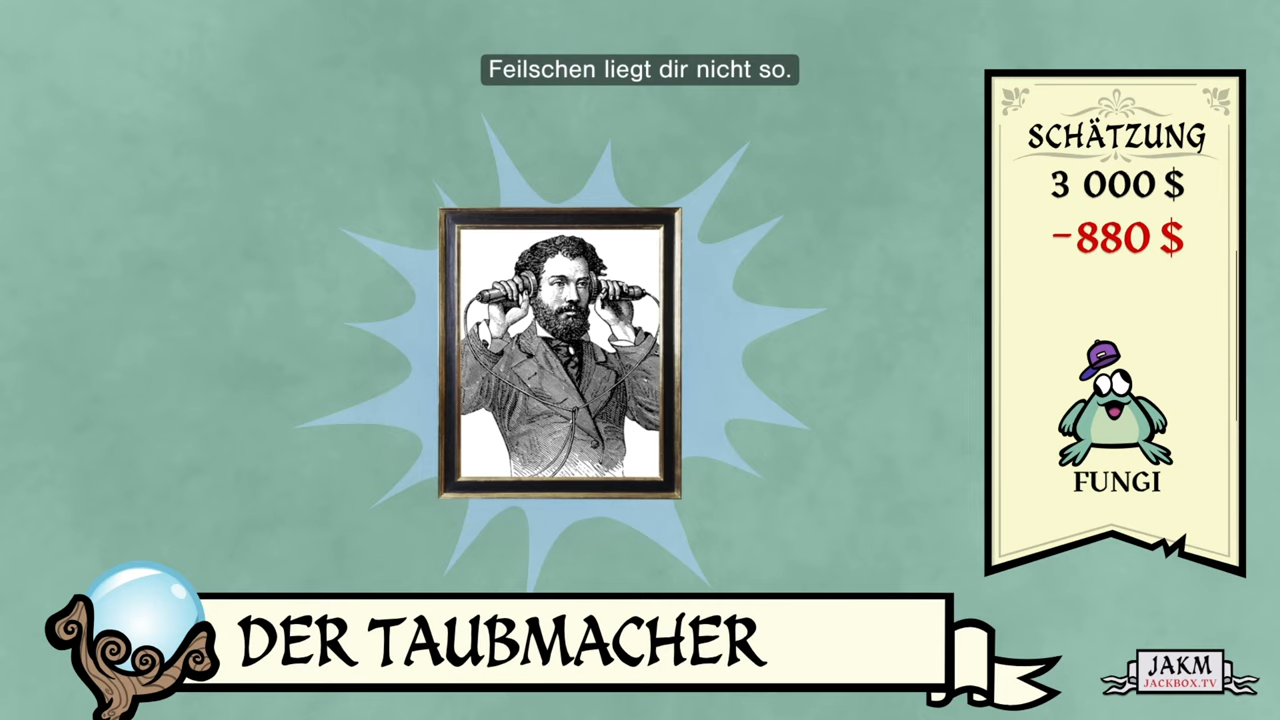 Feilschen liegt dir nicht so.
SCHÄTZUNG
3 000 $
-880 $
FUNGI
DER TAUBMACHER
JAKM
JACKBOX.TV